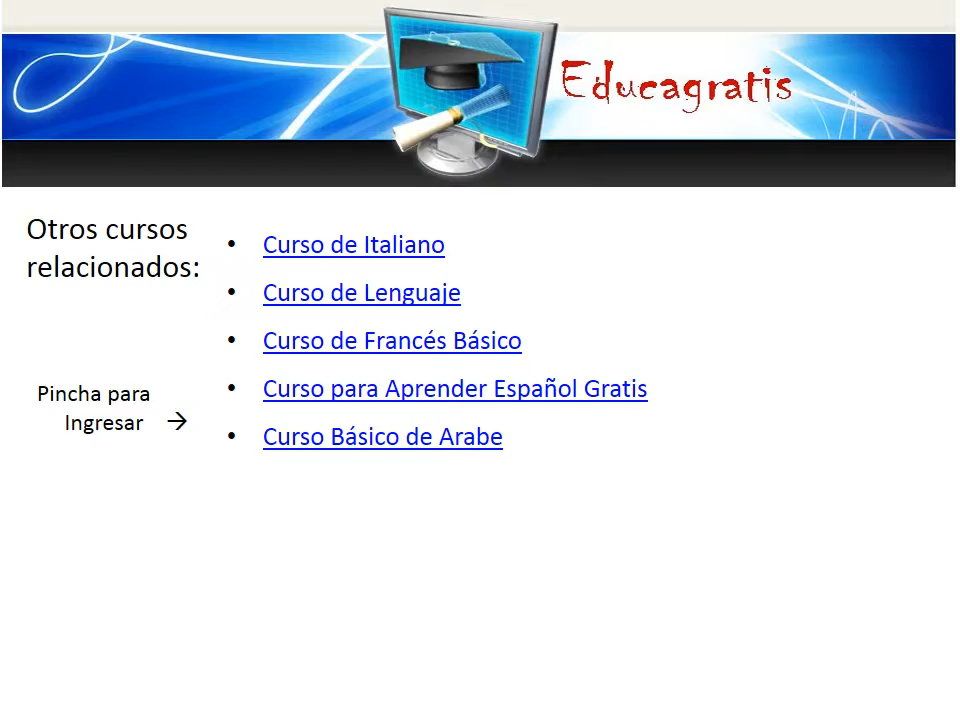 Educagratis
Otros cursos
relacionados:
• Curso de Italiano
• Curso de Lenguaje
• Curso de Francés Básico
• Curso para Aprender Español Gratis
• Curso Básico de Arabe
Pincha para
Ingresar →